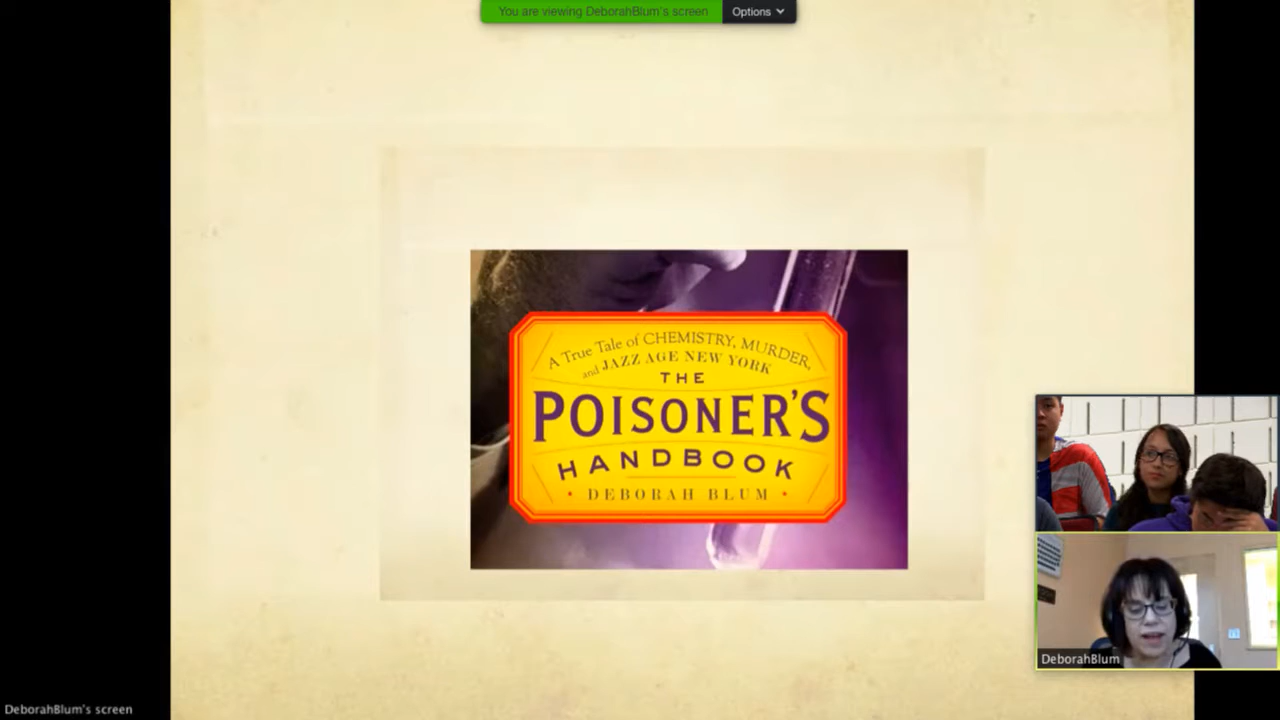 You are viewing DeborahBlum's screen
Options
A True Tale of CHEMISTRY, MURDER,
and JAZZ AGE NEW YORK
THE
POISONER'S
HANDBOOK
• DEBORAH BLUM •
DeborahBlum
DeborahBlum's screen